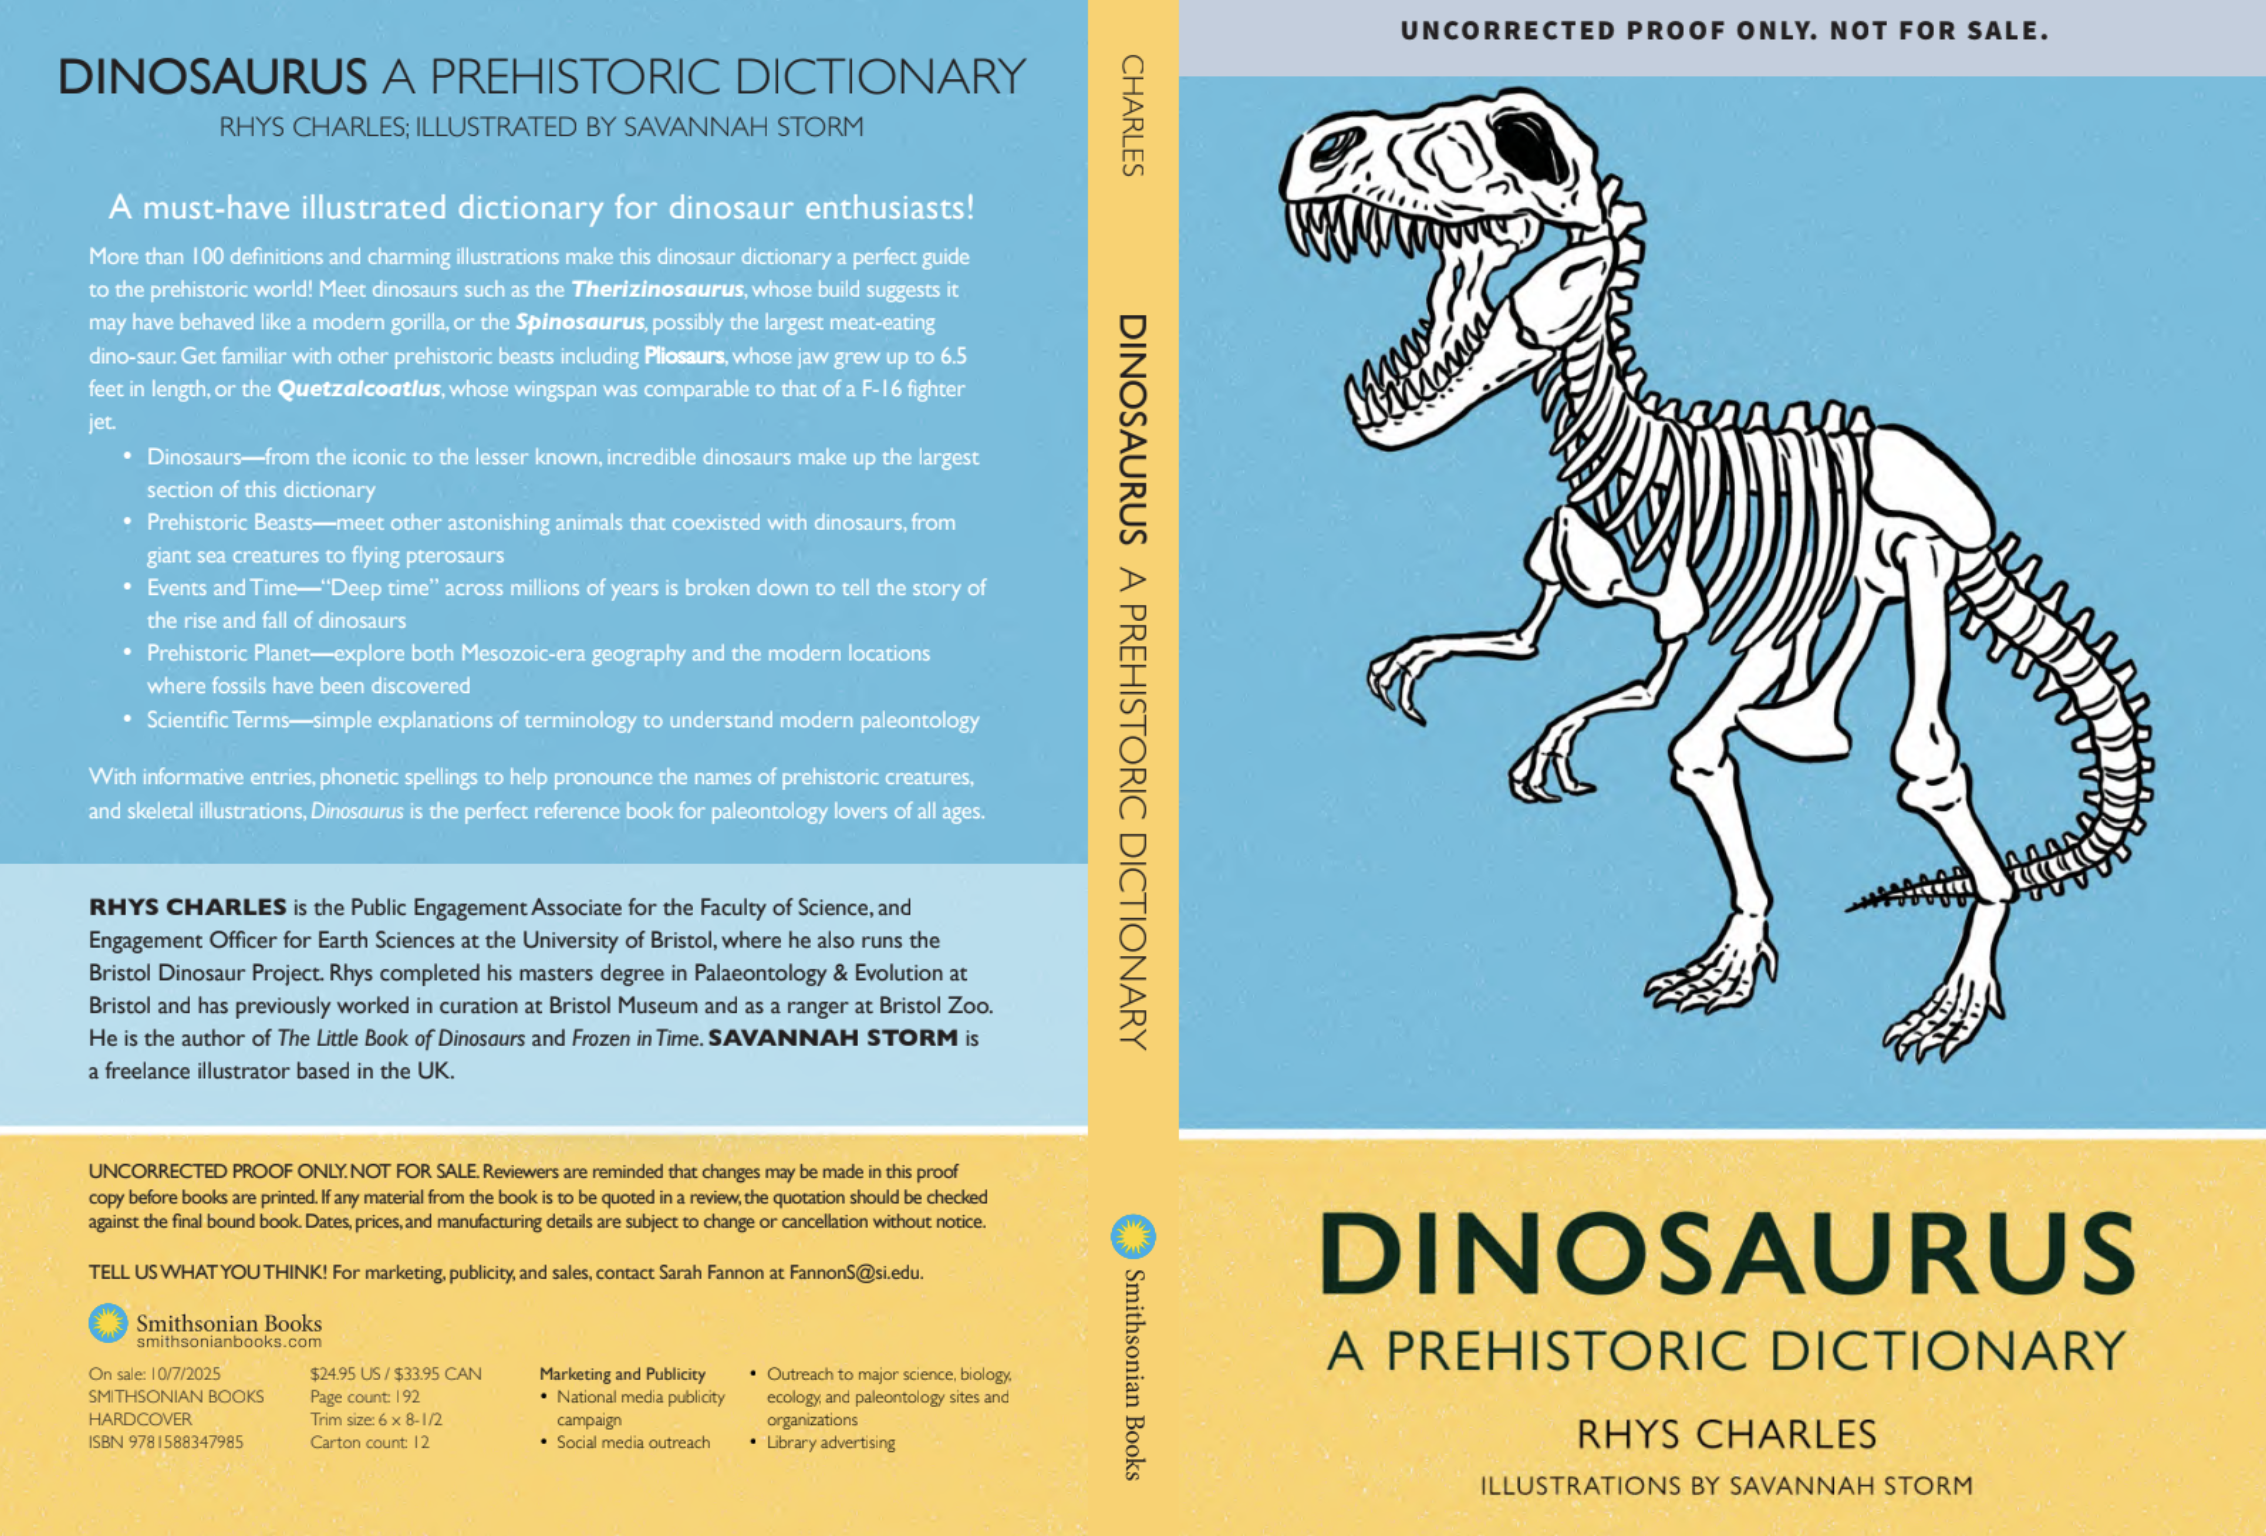 DINOSAURUS A PREHISTORIC DICTIONARY
RHYS CHARLES; ILLUSTRATED BY SAVANNAH STORM
A must-have illustrated dictionary for dinosaur enthusiasts!
More than 100 definitions and charming illustrations make this dinosaur dictionary a perfect guide
to the prehistoric world! Meet dinosaurs such as the Therizinosaurus, whose build suggests it
may have behaved like a modern gorilla, or the Spinosaurus, possibly the largest meat-eating
dino-saur. Get familiar with other prehistoric beasts including Pliosaurs, whose jaw grew up to 6.5
feet in length, or the Quetzalcoatlus, whose wingspan was comparable to that of a F-16 fighter
jet.
• Dinosaurs—from the iconic to the lesser known, incredible dinosaurs make up the largest
section of this dictionary
• Prehistoric Beasts—meet other astonishing animals that coexisted with dinosaurs, from
giant sea creatures to flying pterosaurs
• Events and Time—“Deep time” across millions of years is broken down to tell the story of
the rise and fall of dinosaurs
• Prehistoric Planet—explore both Mesozoic-era geography and the modern locations
where fossils have been discovered
• Scientific Terms—simple explanations of terminology to understand modern paleontology
With informative entries, phonetic spellings to help pronounce the names of prehistoric creatures,
and skeletal illustrations, Dinosaurus is the perfect reference book for paleontology lovers of all ages.
RHYS CHARLES is the Public Engagement Associate for the Faculty of Science, and
Engagement Officer for Earth Sciences at the University of Bristol, where he also runs the
Bristol Dinosaur Project. Rhys completed his masters degree in Palaeontology & Evolution at
Bristol and has previously worked in curation at Bristol Museum and as a ranger at Bristol Zoo.
He is the author of The Little Book of Dinosaurs and Frozen in Time. SAVANNAH STORM is
a freelance illustrator based in the UK.
UNCORRECTED PROOF ONLY. NOT FOR SALE. Reviewers are reminded that changes may be made in this proof
copy before books are printed. If any material from the book is to be quoted in a review, the quotation should be checked
against the final bound book. Dates, prices, and manufacturing details are subject to change or cancellation without notice.
TELL US WHAT YOU THINK! For marketing, publicity, and sales, contact Sarah Fannon at FannonS@si.edu.
Smithsonian Books
smithsonianbooks.com
On sale: 10/7/2025
SMITHSONIAN BOOKS
HARDCOVER
ISBN 9781588347985
$24.95 US / $33.95 CAN
Page count: 192
Trim size: 6 x 8-1/2
Carton count: 12
Marketing and Publicity
• National media publicity
campaign
• Social media outreach
• Outreach to major science, biology,
ecology, and paleontology sites and
organizations
• Library advertising
CHARLES
DINOSAURUS A PREHISTORIC DICTIONARY
Smithsonian Books
UNCORRECTED PROOF ONLY. NOT FOR SALE.
DINOSAURUS
A PREHISTORIC DICTIONARY
RHYS CHARLES
ILLUSTRATIONS BY SAVANNAH STORM